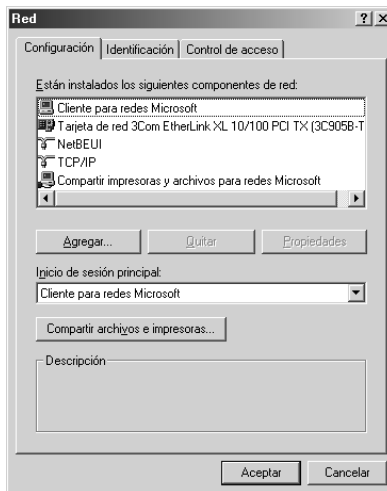 Red
Configuración Identificación Control de acceso
Están instalados los siguientes componentes de red:
Cliente para redes Microsoft
Tarjeta de red 3Com EtherLink XL 10/100 PCI TX (3C905B-T
NetBEUI
TCP/IP
Compartir impresoras y archivos para redes Microsoft
Agregar... Quitar Propiedades
Inicio de sesión principal:
Cliente para redes Microsoft
Compartir archivos e impresoras...
Descripción
Aceptar Cancelar